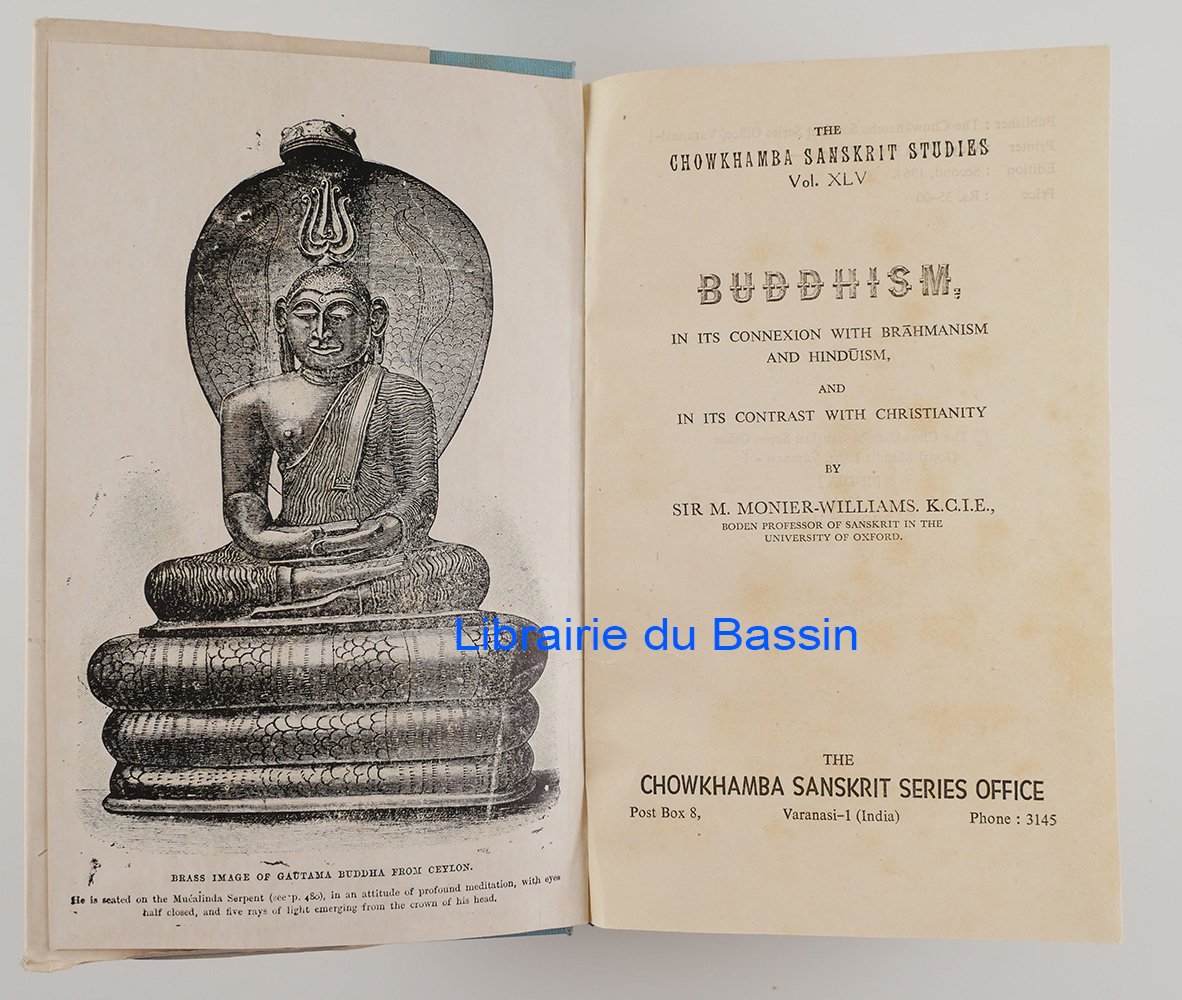 BRASS IMAGE OF GAUTAMA BUDDHA FROM CEYLON.
He is seated on the Mućalinda Serpent (see p. 480), in an attitude of profound meditation, with eyes
half closed, and five rays of light emerging from the crown of his head.
THE
CHOWKHAMBA SANSKRIT STUDIES
Vol. XLV
BUDDHISM,
IN ITS CONNEXION WITH BRĀHMANISM
AND HINDŪISM,
AND
IN ITS CONTRAST WITH CHRISTIANITY
BY
SIR M. MONIER-WILLIAMS. K.C.I.E.,
BODEN PROFESSOR OF SANSKRIT IN THE
UNIVERSITY OF OXFORD.
Librairie du Bassin
THE
CHOWKHAMBA SANSKRIT SERIES OFFICE
Post Box 8, Varanasi-1 (India) Phone : 3145